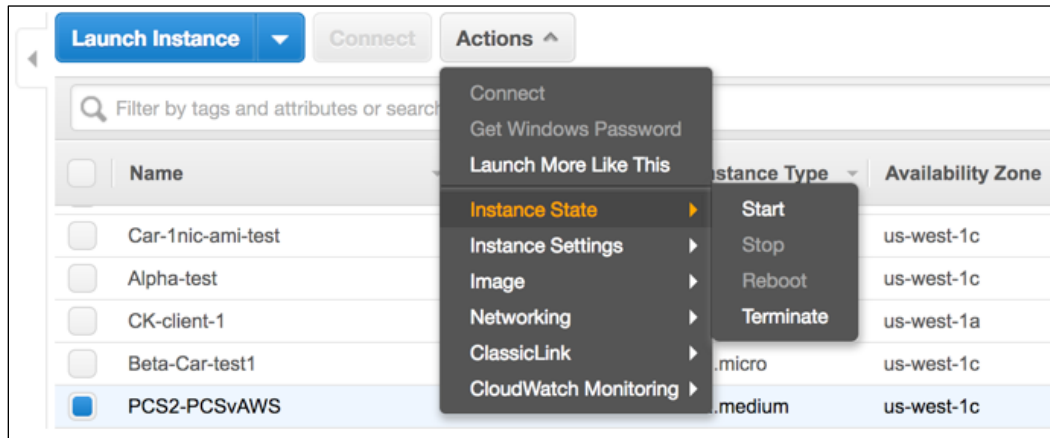 Launch Instance
Connect
Actions
Filter by tags and attributes or search
Name
Instance Type
Availability Zone
Connect
Get Windows Password
Launch More Like This
Instance State
Instance Settings
Image
Networking
ClassicLink
CloudWatch Monitoring
Start
Stop
Reboot
Terminate
Car-1nic-ami-test
us-west-1c
Alpha-test
us-west-1c
CK-client-1
us-west-1a
Beta-Car-test1
.micro
us-west-1c
PCS2-PCSvAWS
.medium
us-west-1c